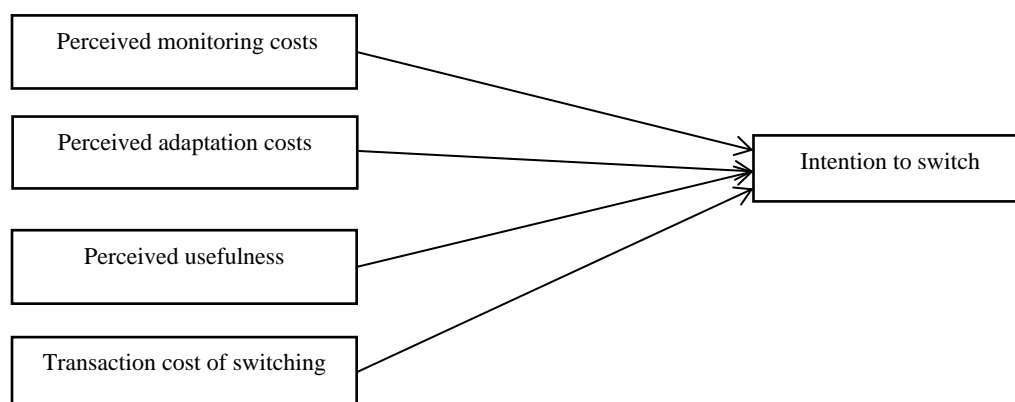 Perceived monitoring costs
Perceived adaptation costs
Perceived usefulness
Transaction cost of switching
Intention to switch